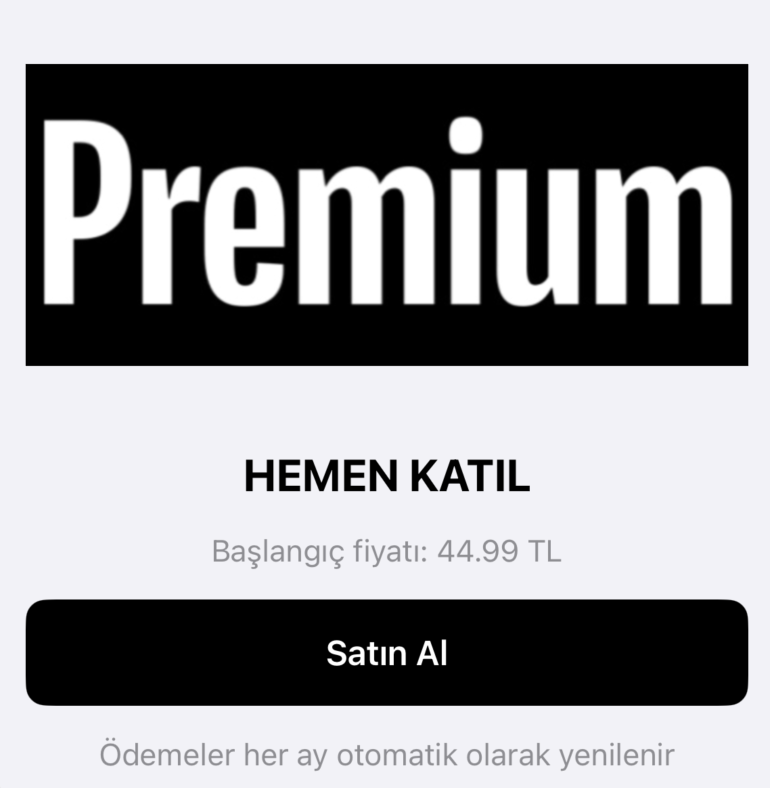 Premium
HEMEN KATIL
Başlangıç fiyatı: 44.99 TL
Satın Al
Ödemeler her ay otomatik olarak yenilenir